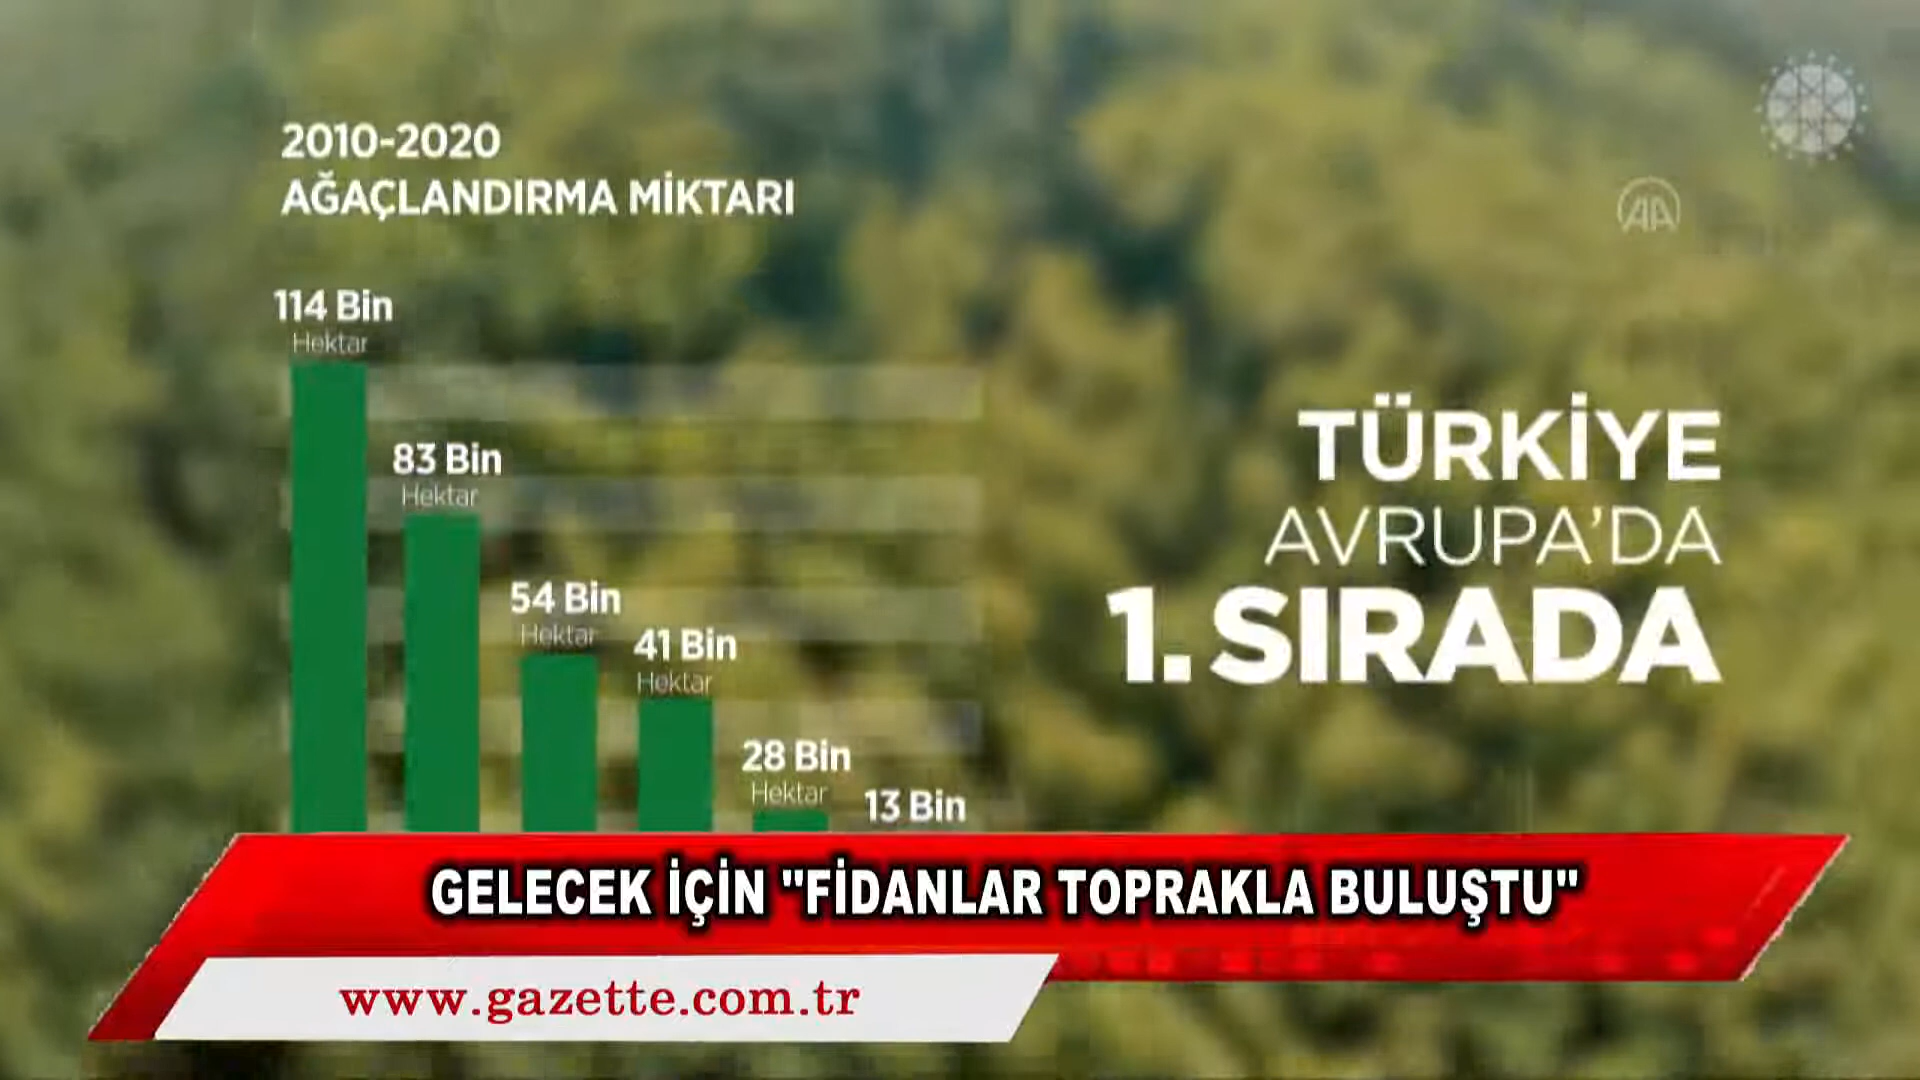 2010-2020
AĞAÇLANDIRMA MİKTARI
AA
114 Bin
Hektar
83 Bin
Hektar
54 Bin
Hektar
41 Bin
Hektar
28 Bin
Hektar
13 Bin
TÜRKİYE
AVRUPA'DA
1. SIRADA
GELECEK İÇİN "FİDANLAR TOPRAKLA BULUŞTU"
www.gazette.com.tr